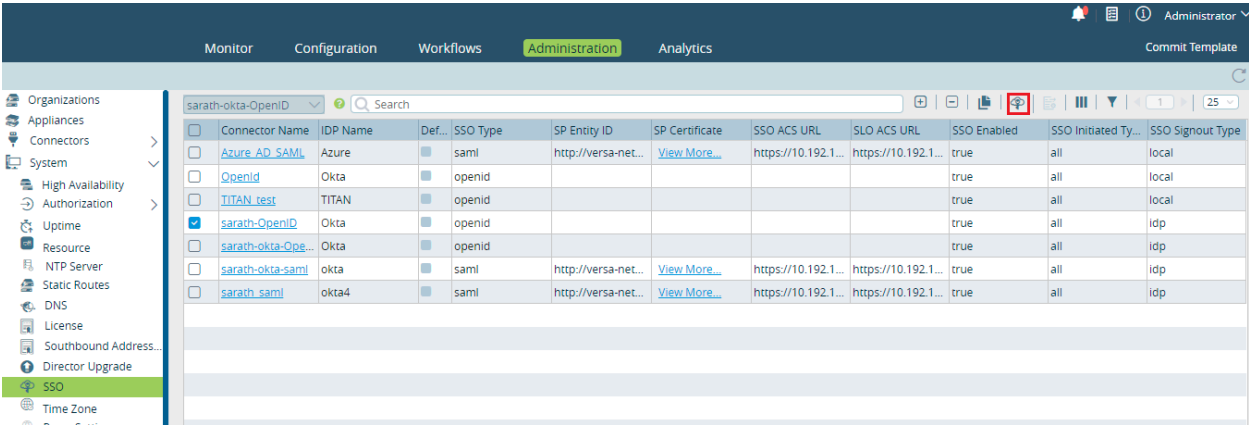 Administrator
Monitor Configuration Workflows Administration Analytics Commit Template
Organizations
Appliances
Connectors
System
High Availability
Authorization
Uptime
Resource
NTP Server
Static Routes
DNS
License
Southbound Address...
Director Upgrade
SSO
Time Zone
sarath-okta-OpenID Search 1 25
Connector Name IDP Name Def... SSO Type SP Entity ID SP Certificate SSO ACS URL SLO ACS URL SSO Enabled SSO Initiated Ty... SSO Signout Type
Azure_AD_SAML Azure saml http://versa-net... View More... https://10.192.1... https://10.192.1... true all local
OpenId Okta openid true all local
TITAN_test TITAN openid true all local
sarath-OpenID Okta openid true all idp
sarath-okta-Ope... Okta openid true all idp
sarath-okta-saml okta saml http://versa-net... View More... https://10.192.1... https://10.192.1... true all idp
sarath_saml okta4 saml http://versa-net... View More... https://10.192.1... https://10.192.1... true all idp